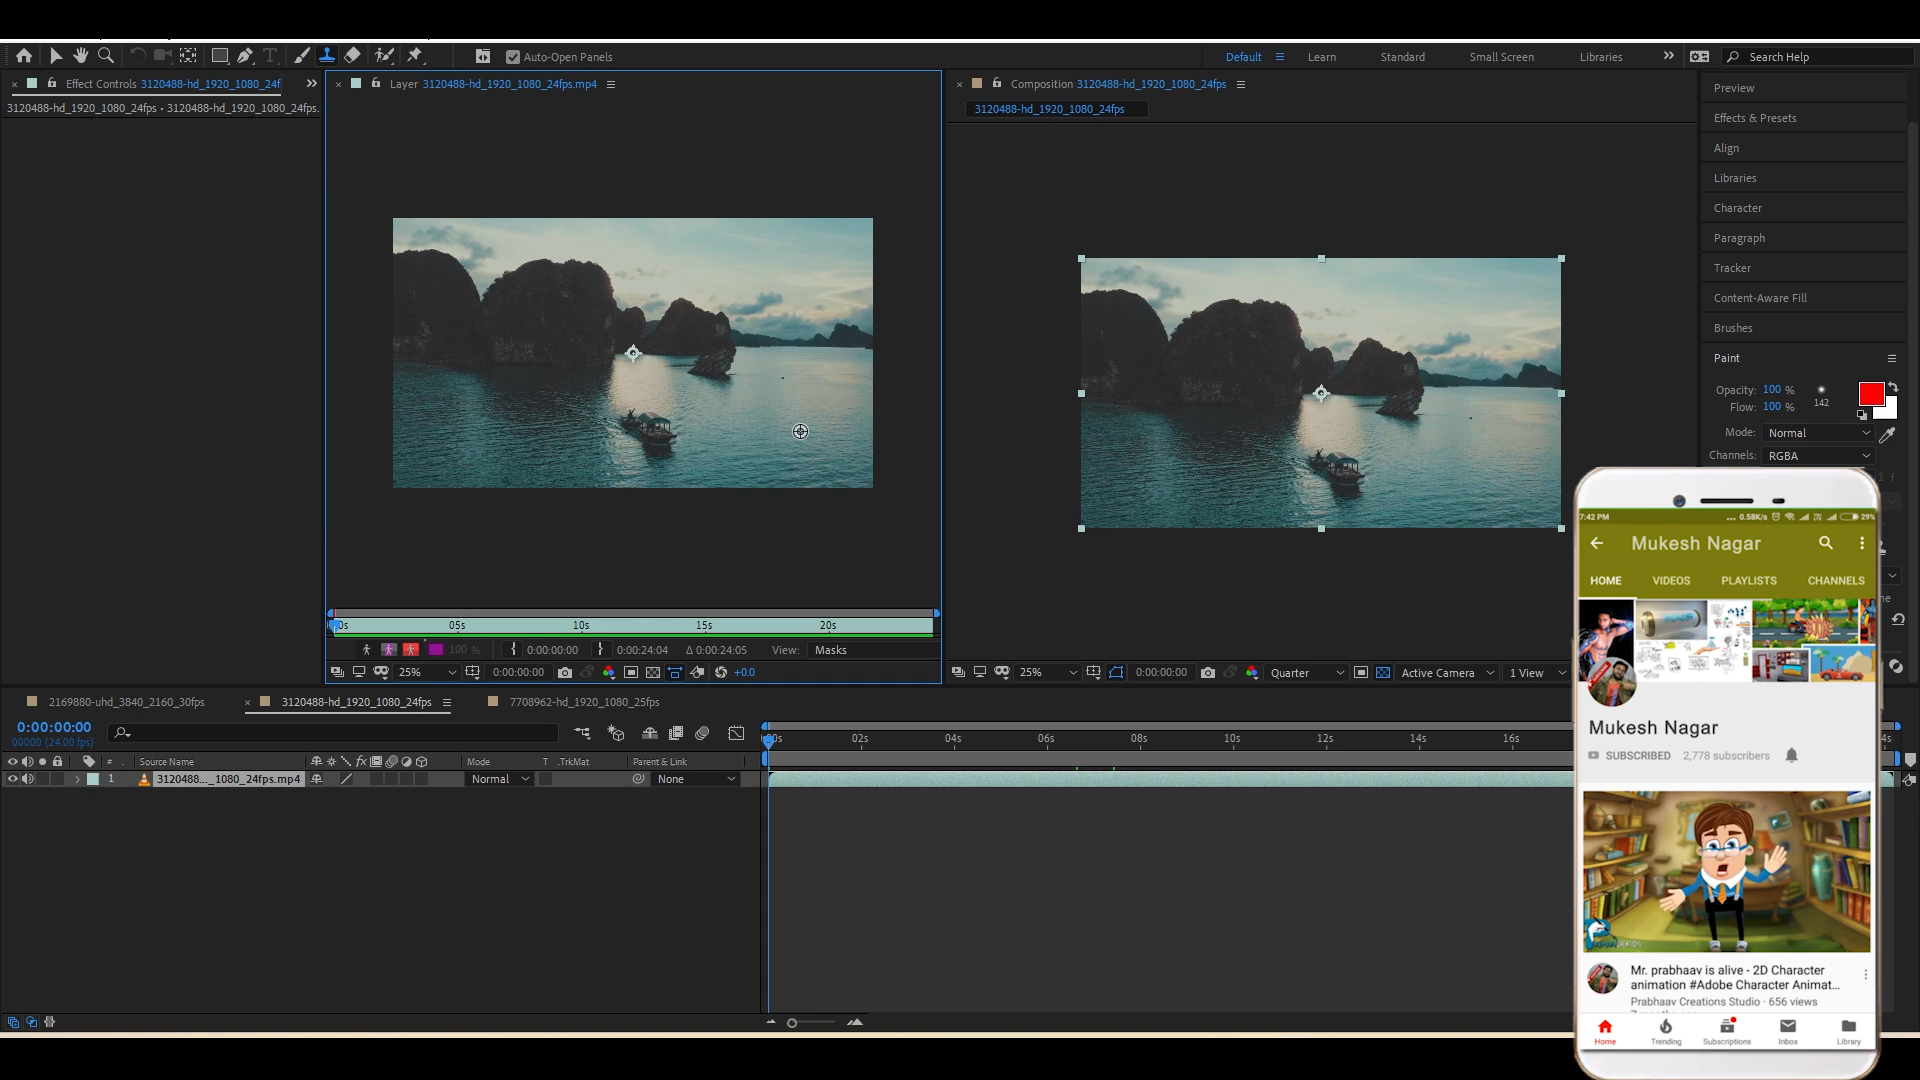 Auto-Open Panels
Default
Learn
Standard
Small Screen
Libraries
Search Help
Effect Controls 3120488-hd_1920_1080_24f
3120488-hd_1920_1080_24fps • 3120488-hd_1920_1080_24fps.
Layer 3120488-hd_1920_1080_24fps.mp4
Composition 3120488-hd_1920_1080_24fps
3120488-hd_1920_1080_24fps
Preview
Effects & Presets
Align
Libraries
Character
Paragraph
Tracker
Content-Aware Fill
Brushes
Paint
Opacity: 100 %
Flow: 100 %
142
Mode: Normal
Channels: RGBA
05s 10s 15s 20s
100 %
0:00:00:00
0:00:24:04
Δ 0:00:24:05
View: Masks
25%
0:00:00:00
+0.0
25%
0:00:00:00
Quarter
Active Camera
1 View
2169880-uhd_3840_2160_30fps
3120488-hd_1920_1080_24fps
7708962-hd_1920_1080_25fps
0:00:00:00
00000 (24.00 fps)
02s 04s 06s 08s 10s 12s 14s 16s
# Source Name Mode T .TrkMat Parent & Link
1 3120488..._1080_24fps.mp4 Normal None
7:42 PM
... 0.58K/s 29%
Mukesh Nagar
HOME VIDEOS PLAYLISTS CHANNELS
Mukesh Nagar
SUBSCRIBED 2,778 subscribers
Mr. prabhaav is alive - 2D Character
animation #Adobe Character Animat...
Prabhaav Creations Studio · 656 views
Home Trending Subscriptions Inbox Library